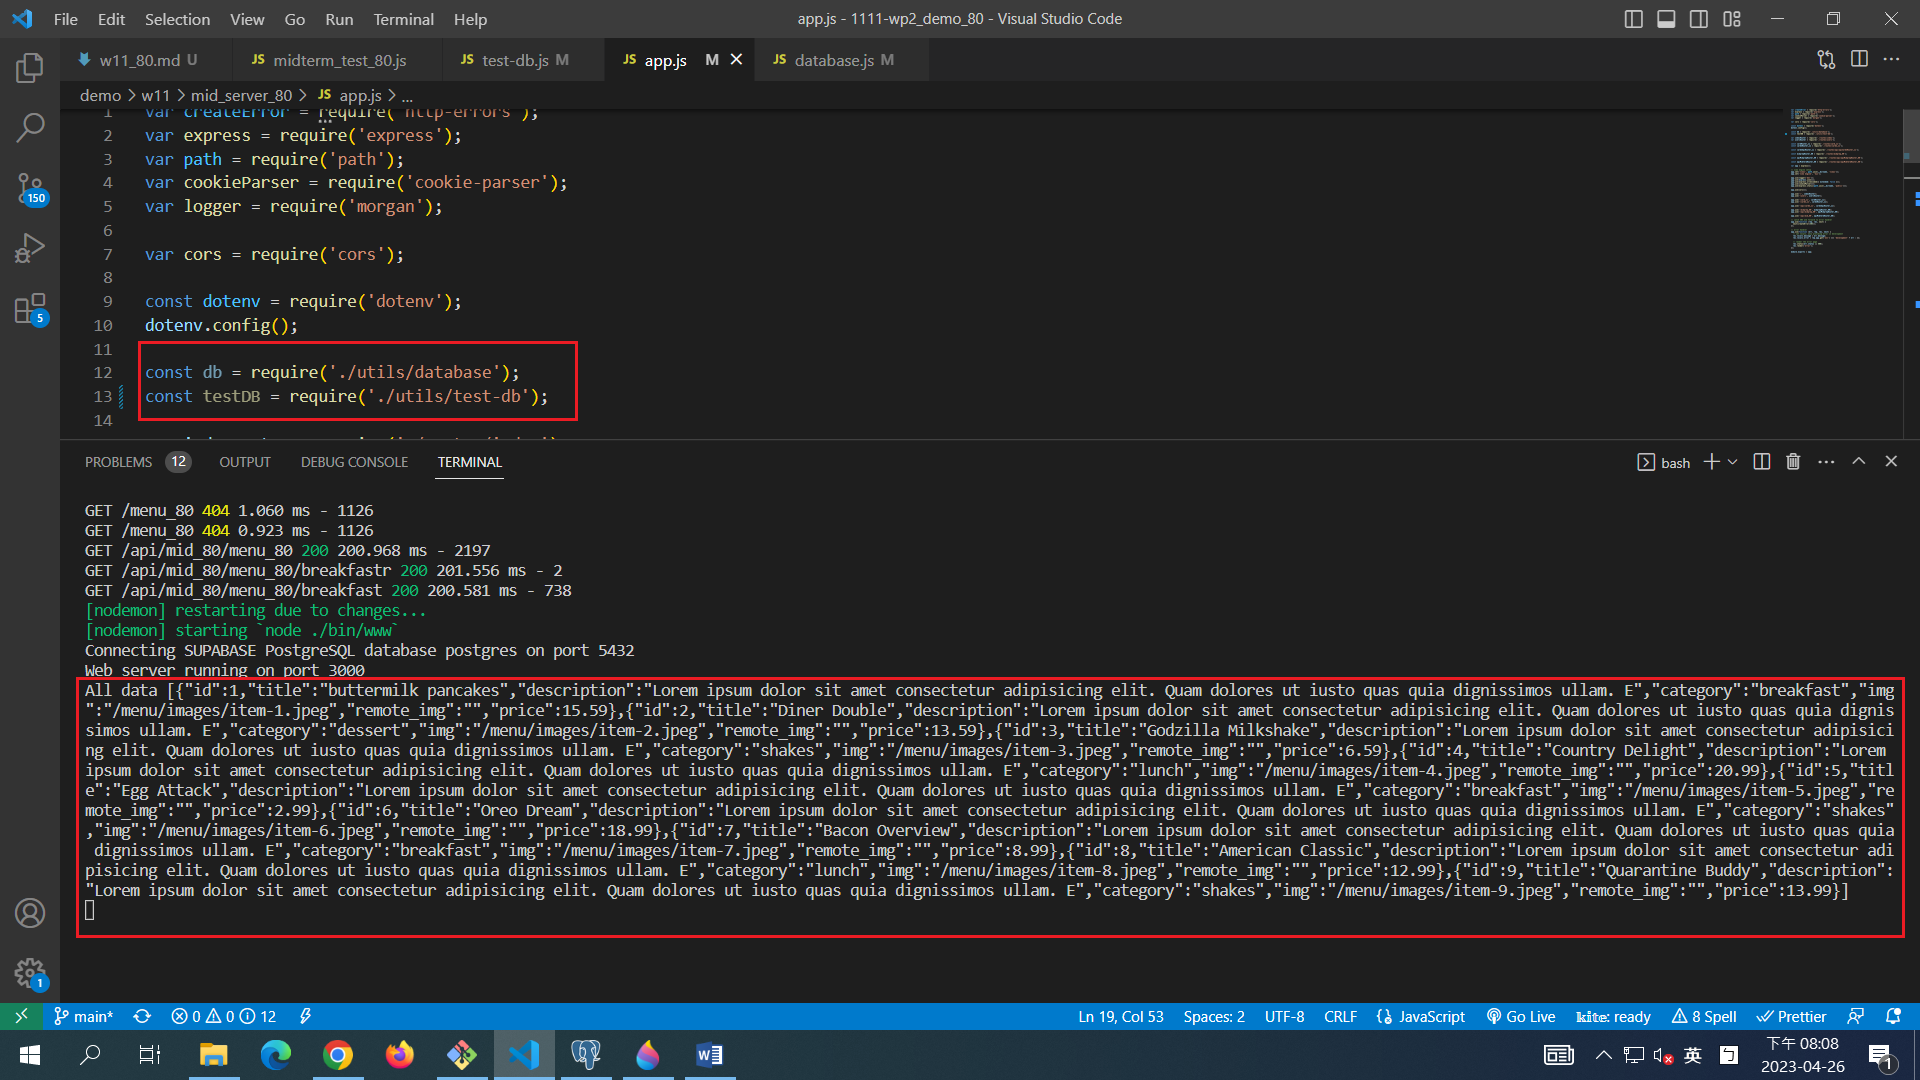 File Edit Selection View Go Run Terminal Help
app.js - 1111-wp2_demo_80 - Visual Studio Code
w11_80.md U
JS midterm_test_80.js
JS test-db.js M
JS app.js M
JS database.js M
demo > w11 > mid_server_80 > JS app.js > ...
1 var createError = require('http-errors');
2 var express = require('express');
3 var path = require('path');
4 var cookieParser = require('cookie-parser');
5 var logger = require('morgan');
6
7 var cors = require('cors');
8
9 const dotenv = require('dotenv');
10 dotenv.config();
11
12 const db = require('./utils/database');
13 const testDB = require('./utils/test-db');
14
150
5
PROBLEMS 12 OUTPUT DEBUG CONSOLE TERMINAL
bash
GET /menu_80 404 1.060 ms - 1126
GET /menu_80 404 0.923 ms - 1126
GET /api/mid_80/menu_80 200 200.968 ms - 2197
GET /api/mid_80/menu_80/breakfastr 200 201.556 ms - 2
GET /api/mid_80/menu_80/breakfast 200 200.581 ms - 738
[nodemon] restarting due to changes...
[nodemon] starting `node ./bin/www`
Connecting SUPABASE PostgreSQL database postgres on port 5432
Web server running on port 3000
All data [{"id":1,"title":"buttermilk pancakes","description":"Lorem ipsum dolor sit amet consectetur adipisicing elit. Quam dolores ut iusto quas quia dignissimos ullam. E","category":"breakfast","img
":"/menu/images/item-1.jpeg","remote_img":"","price":15.59},{"id":2,"title":"Diner Double","description":"Lorem ipsum dolor sit amet consectetur adipisicing elit. Quam dolores ut iusto quas quia dignis
simos ullam. E","category":"dessert","img":"/menu/images/item-2.jpeg","remote_img":"","price":13.59},{"id":3,"title":"Godzilla Milkshake","description":"Lorem ipsum dolor sit amet consectetur adipisici
ng elit. Quam dolores ut iusto quas quia dignissimos ullam. E","category":"shakes","img":"/menu/images/item-3.jpeg","remote_img":"","price":6.59},{"id":4,"title":"Country Delight","description":"Lorem
ipsum dolor sit amet consectetur adipisicing elit. Quam dolores ut iusto quas quia dignissimos ullam. E","category":"lunch","img":"/menu/images/item-4.jpeg","remote_img":"","price":20.99},{"id":5,"titl
e":"Egg Attack","description":"Lorem ipsum dolor sit amet consectetur adipisicing elit. Quam dolores ut iusto quas quia dignissimos ullam. E","category":"breakfast","img":"/menu/images/item-5.jpeg","re
mote_img":"","price":2.99},{"id":6,"title":"Oreo Dream","description":"Lorem ipsum dolor sit amet consectetur adipisicing elit. Quam dolores ut iusto quas quia dignissimos ullam. E","category":"shakes"
,"img":"/menu/images/item-6.jpeg","remote_img":"","price":18.99},{"id":7,"title":"Bacon Overview","description":"Lorem ipsum dolor sit amet consectetur adipisicing elit. Quam dolores ut iusto quas quia
dignissimos ullam. E","category":"breakfast","img":"/menu/images/item-7.jpeg","remote_img":"","price":8.99},{"id":8,"title":"American Classic","description":"Lorem ipsum dolor sit amet consectetur adi
pisicing elit. Quam dolores ut iusto quas quia dignissimos ullam. E","category":"lunch","img":"/menu/images/item-8.jpeg","remote_img":"","price":12.99},{"id":9,"title":"Quarantine Buddy","description":
"Lorem ipsum dolor sit amet consectetur adipisicing elit. Quam dolores ut iusto quas quia dignissimos ullam. E","category":"shakes","img":"/menu/images/item-9.jpeg","remote_img":"","price":13.99}]
1
main* 0 0 12
Ln 19, Col 53 Spaces: 2 UTF-8 CRLF JavaScript Go Live kite: ready 8 Spell Prettier
英
下午 08:08
2023-04-26
1